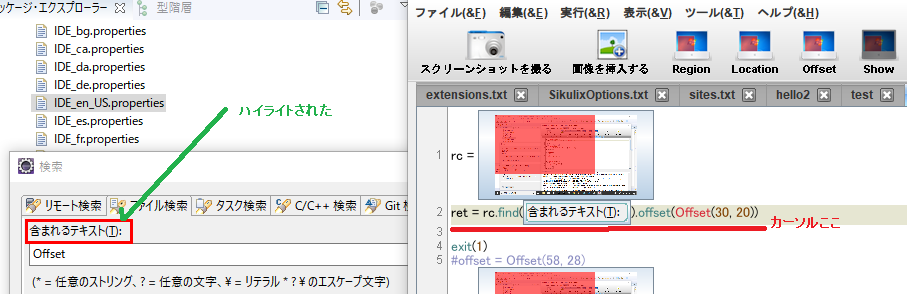 ッケージ・エクスプローラー 型階層
IDE_bg.properties
IDE_ca.properties
IDE_da.properties
IDE_de.properties
IDE_en_US.properties
IDE_es.properties
IDE_fr.properties
ハイライトされた
検索
リモート検索 ファイル検索 タスク検索 C/C++ 検索 Git 検
含まれるテキスト(T):
Offset
(* = 任意のストリング、? = 任意の文字、¥ = リテラル * ? ¥ のエスケープ文字)
ファイル(&F) 編集(&E) 実行(&R) 表示(&V) ツール(&T) ヘルプ(&H)
スクリーンショットを撮る 画像を挿入する Region Location Offset Show
extensions.txt SikulixOptions.txt sites.txt hello2 test
1 rc =
2 ret = rc.find( 含まれるテキスト(T): ).offset(Offset(30, 20))
カーソルここ
3
4 exit(1)
5 #offset = Offset(58, 28)